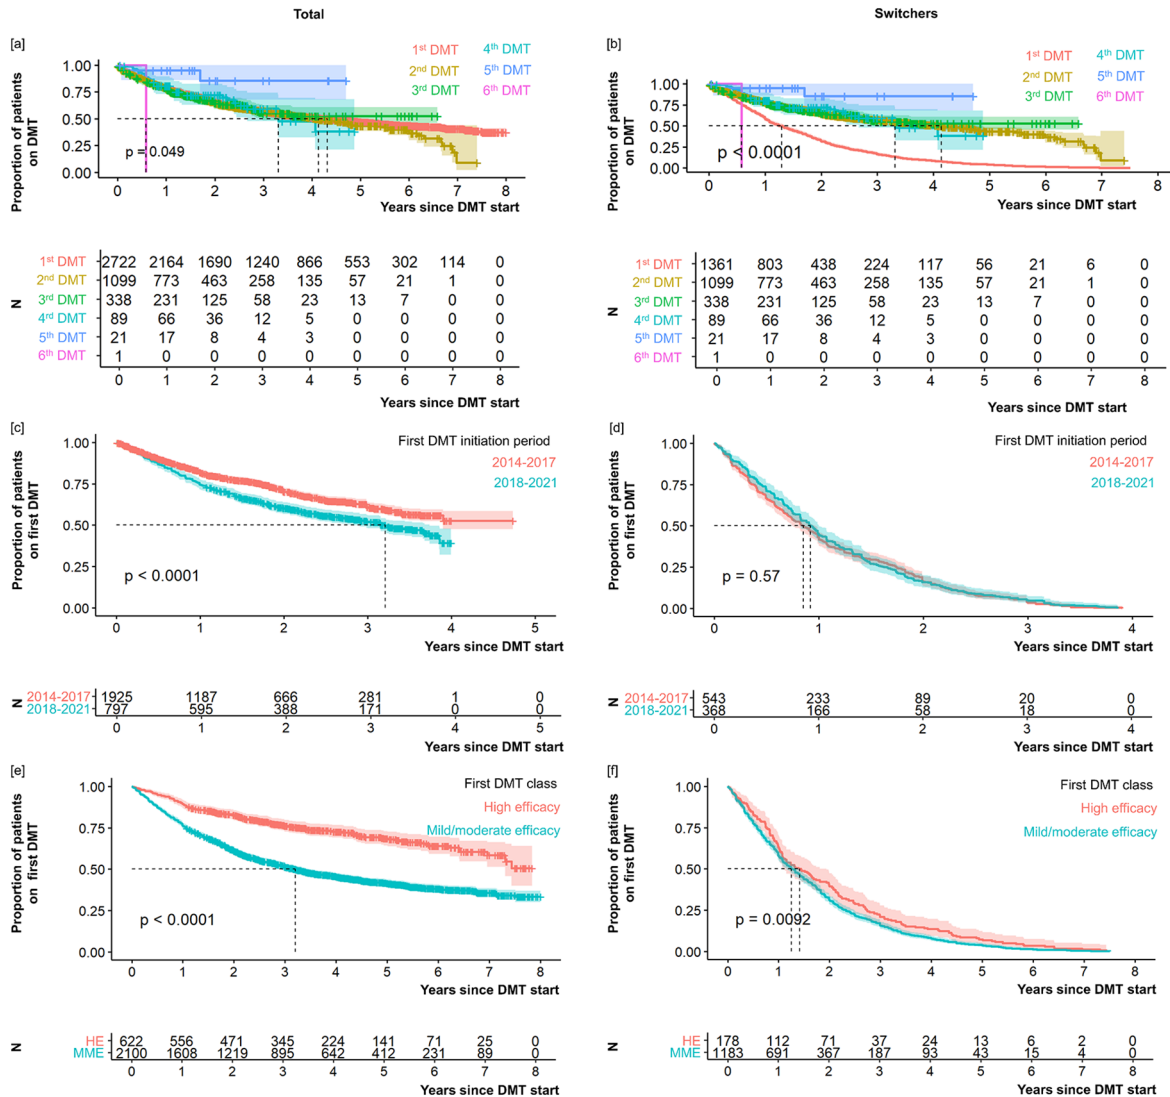 Total
Switchers
[a]
1st DMT 4th DMT
2nd DMT 5th DMT
3rd DMT 6th DMT
Proportion of patients
on DMT
1.00
0.75
0.50
0.25
0.00
p = 0.049
0 1 2 3 4 5 6 7 8
Years since DMT start
[b]
1st DMT 4th DMT
2nd DMT 5th DMT
3rd DMT 6th DMT
Proportion of patients
on DMT
1.00
0.75
0.50
0.25
0.00
p < 0.0001
0 1 2 3 4 5 6 7 8
Years since DMT start
N
1st DMT 2722 2164 1690 1240 866 553 302 114 0
2nd DMT 1099 773 463 258 135 57 21 1 0
3rd DMT 338 231 125 58 23 13 7 0 0
4rd DMT 89 66 36 12 5 0 0 0 0
5th DMT 21 17 8 4 3 0 0 0 0
6th DMT 1 0 0 0 0 0 0 0 0
0 1 2 3 4 5 6 7 8
Years since DMT start
N
1st DMT 1361 803 438 224 117 56 21 6 0
2nd DMT 1099 773 463 258 135 57 21 1 0
3rd DMT 338 231 125 58 23 13 7 0 0
4rd DMT 89 66 36 12 5 0 0 0 0
5th DMT 21 17 8 4 3 0 0 0 0
6th DMT 1 0 0 0 0 0 0 0 0
0 1 2 3 4 5 6 7 8
Years since DMT start
[c]
First DMT initiation period
2014-2017
2018-2021
Proportion of patients
on first DMT
1.00
0.75
0.50
0.25
0.00
p < 0.0001
0 1 2 3 4 5
Years since DMT start
[d]
First DMT initiation period
2014-2017
2018-2021
Proportion of patients
on first DMT
1.00
0.75
0.50
0.25
0.00
p = 0.57
0 1 2 3 4
Years since DMT start
N
2014-2017 1925 1187 666 281 1 0
2018-2021 797 595 388 171 0 0
0 1 2 3 4 5
Years since DMT start
N
2014-2017 543 233 89 20 0
2018-2021 368 166 58 18 0
0 1 2 3 4
Years since DMT start
[e]
First DMT class
High efficacy
Mild/moderate efficacy
Proportion of patients
on first DMT
1.00
0.75
0.50
0.25
0.00
p < 0.0001
0 1 2 3 4 5 6 7 8
Years since DMT start
[f]
First DMT class
High efficacy
Mild/moderate efficacy
Proportion of patients
on first DMT
1.00
0.75
0.50
0.25
0.00
p = 0.0092
0 1 2 3 4 5 6 7 8
Years since DMT start
N
HE 622 556 471 345 224 141 71 25 0
MME 2100 1608 1219 895 642 412 231 89 0
0 1 2 3 4 5 6 7 8
Years since DMT start
N
HE 178 112 71 37 24 13 6 2 0
MME 1183 691 367 187 93 43 15 4 0
0 1 2 3 4 5 6 7 8
Years since DMT start